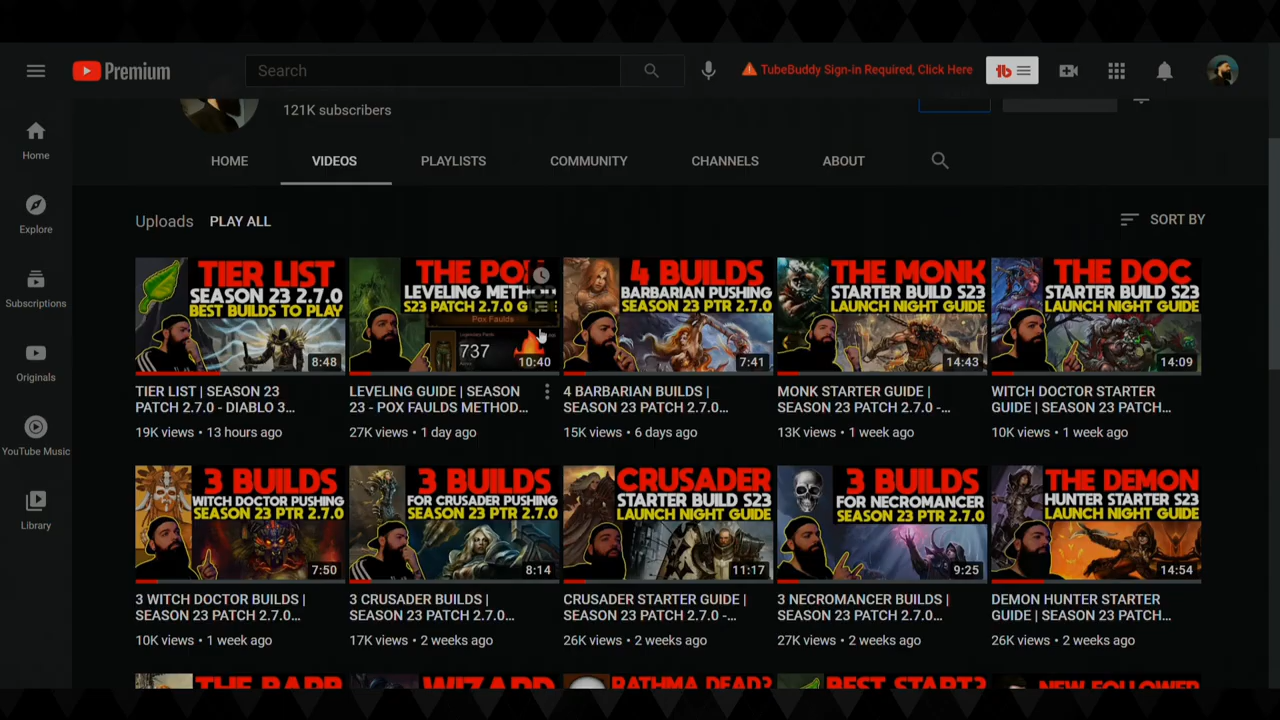 Premium
Search
TubeBuddy Sign-in Required, Click Here
121K subscribers
Home
Explore
Subscriptions
Originals
YouTube Music
Library
HOME
VIDEOS
PLAYLISTS
COMMUNITY
CHANNELS
ABOUT
Uploads
PLAY ALL
SORT BY
TIER LIST
SEASON 23 2.7.0
BEST BUILDS TO PLAY
8:48
TIER LIST | SEASON 23
PATCH 2.7.0 - DIABLO 3...
19K views • 13 hours ago
THE POX
LEVELING
S23 PATCH 2.7.0
Pox Faulds
737
10:40
LEVELING GUIDE | SEASON
23 - POX FAULDS METHOD...
27K views • 1 day ago
4 BUILDS
BARBARIAN PUSHING
SEASON 23 PTR 2.7.0
7:41
4 BARBARIAN BUILDS |
SEASON 23 PATCH 2.7.0...
15K views • 6 days ago
THE MONK
STARTER BUILD S23
LAUNCH NIGHT GUIDE
14:43
MONK STARTER GUIDE |
SEASON 23 PATCH 2.7.0 -...
13K views • 1 week ago
THE DOC
STARTER BUILD S23
LAUNCH NIGHT GUIDE
14:09
WITCH DOCTOR STARTER
GUIDE | SEASON 23 PATCH...
10K views • 1 week ago
3 BUILDS
WITCH DOCTOR PUSHING
SEASON 23 PTR 2.7.0
7:50
3 WITCH DOCTOR BUILDS |
SEASON 23 PATCH 2.7.0...
10K views • 1 week ago
3 BUILDS
FOR CRUSADER PUSHING
SEASON 23 PTR 2.7.0
8:14
3 CRUSADER BUILDS |
SEASON 23 PATCH 2.7.0...
17K views • 2 weeks ago
CRUSADER
STARTER BUILD S23
LAUNCH NIGHT GUIDE
11:17
CRUSADER STARTER GUIDE |
SEASON 23 PATCH 2.7.0 -...
26K views • 2 weeks ago
3 BUILDS
FOR NECROMANCER
SEASON 23 PTR 2.7.0
9:25
3 NECROMANCER BUILDS |
SEASON 23 PATCH 2.7.0...
27K views • 2 weeks ago
THE DEMON
HUNTER STARTER S23
LAUNCH NIGHT GUIDE
14:54
DEMON HUNTER STARTER
GUIDE | SEASON 23 PATCH...
26K views • 2 weeks ago
THE BARB
WIZARD
RATHMA DEAD?
BEST START?
NEW FOLLOWER